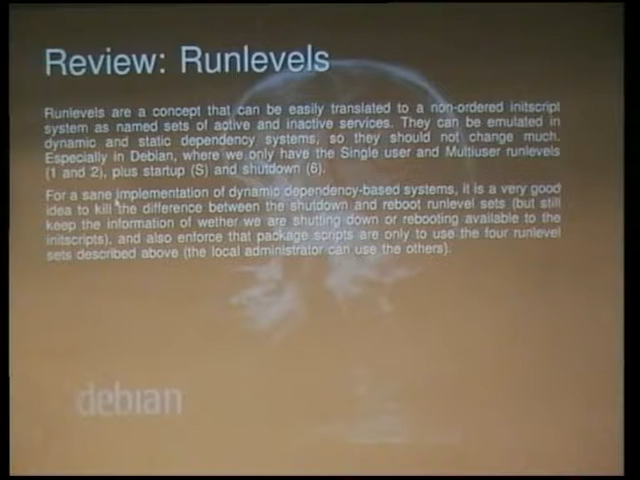 Review: Runlevels
Runlevels are a concept that can be easily translated to a non-ordered initscript
system as named sets of active and inactive services. They can be emulated in
dynamic and static dependency systems, so they should not change much.
Especially in Debian, where we only have the Single user and Multiuser runlevels
(1 and 2), plus startup (S) and shutdown (6).
For a sane implementation of dynamic dependency-based systems, it is a very good
idea to kill the difference between the shutdown and reboot runlevel sets (but still
keep the information of wether we are shutting down or rebooting available to the
initscripts), and also enforce that package scripts are only to use the four runlevel
sets described above (the local administrator can use the others).
debian